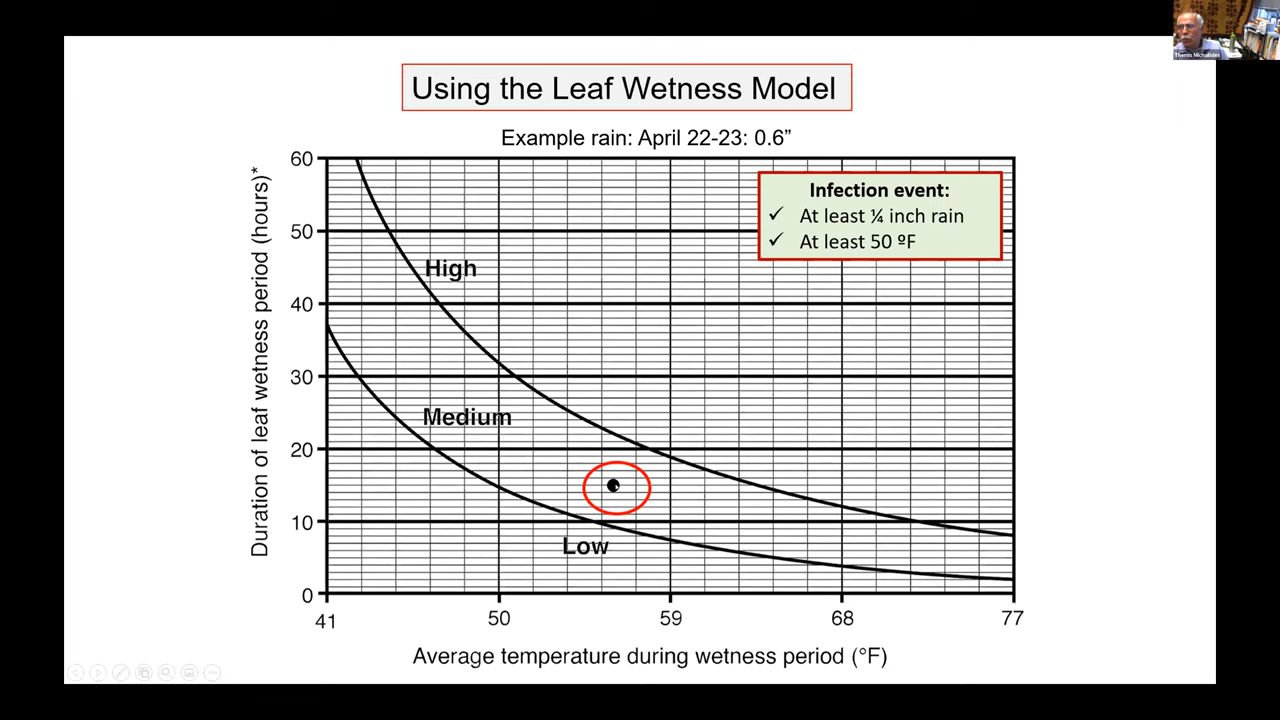 Themis Michailides
Using the Leaf Wetness Model
Example rain: April 22-23: 0.6”
Infection event:
✓ At least ¼ inch rain
✓ At least 50 ºF
Duration of leaf wetness period (hours)*
60
50
40
30
20
10
0
High
Medium
Low
41
50
59
68
77
Average temperature during wetness period (°F)